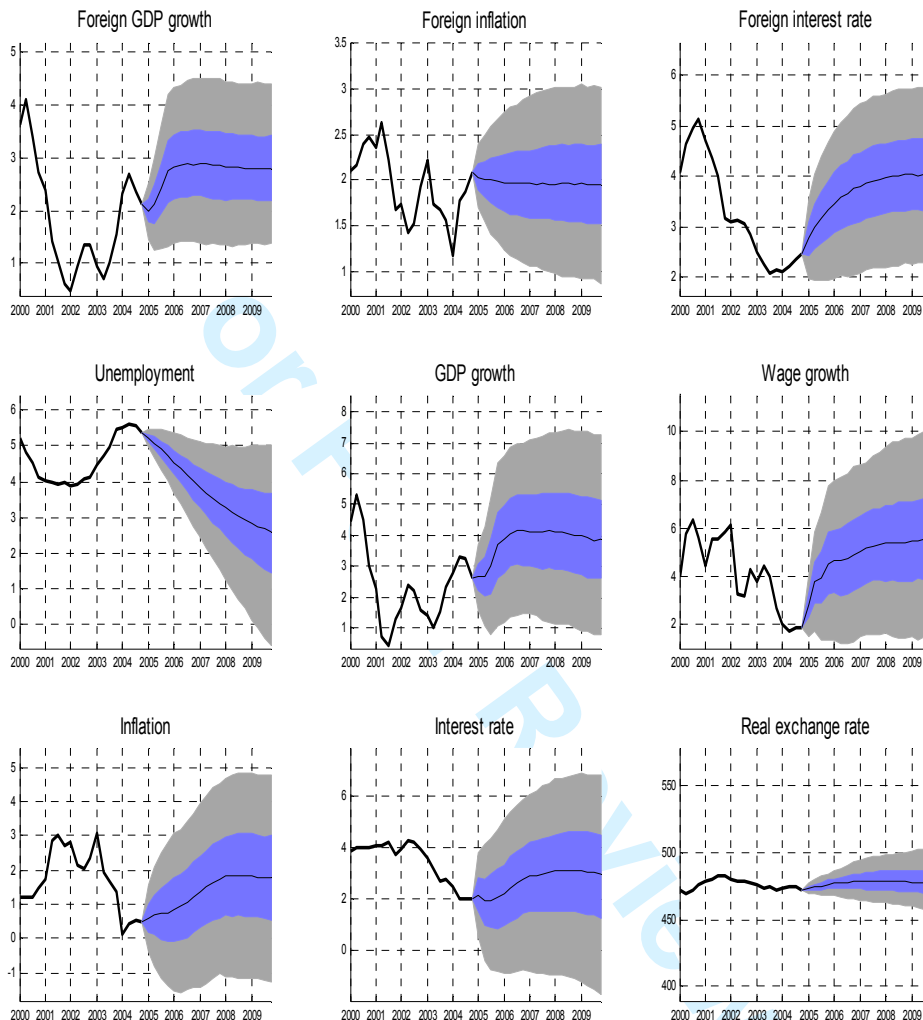 Foreign GDP growth Foreign inflation Foreign interest rate
5 3.5
3 6
4 2.5 5
3 2 4
2 1.5 3
1 1 2
2000 2001 2002 2003 2004 2005 2006 2007 2008 2009 2000 2001 2002 2003 2004 2005 2006 2007 2008 2009 2000 2001 2002 2003 2004 2005 2006 2007 2008 2009
Unemployment GDP growth Wage growth
6 8 10
5 7
4 6 8
3 5
2 4 6
1 3 4
0 2
1 2
2000 2001 2002 2003 2004 2005 2006 2007 2008 2009 2000 2001 2002 2003 2004 2005 2006 2007 2008 2009 2000 2001 2002 2003 2004 2005 2006 2007 2008 2009
Inflation Interest rate Real exchange rate
5 6 550
4
3 4 500
2
1 2 450
0 0
-1 400
2000 2001 2002 2003 2004 2005 2006 2007 2008 2009 2000 2001 2002 2003 2004 2005 2006 2007 2008 2009 2000 2001 2002 2003 2004 2005 2006 2007 2008 2009